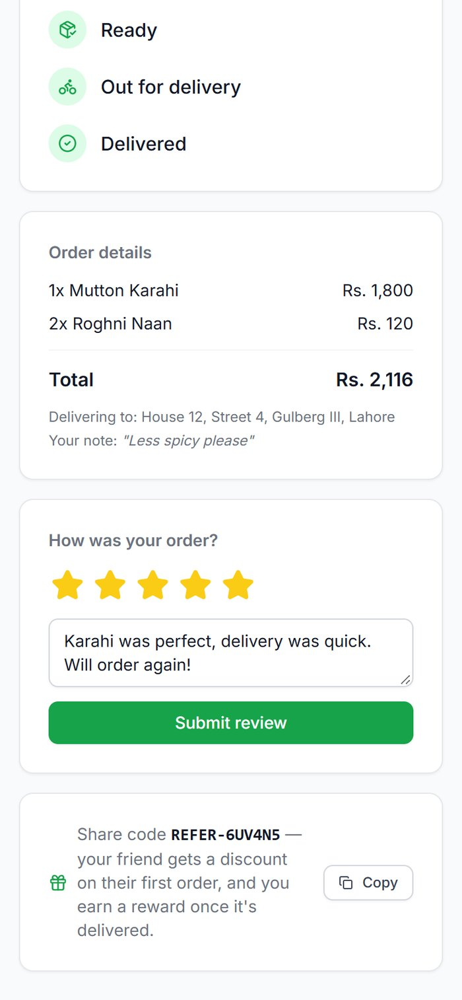 Ready
Out for delivery
Delivered
Order details
1x Mutton Karahi Rs. 1,800
2x Roghni Naan Rs. 120
Total Rs. 2,116
Delivering to: House 12, Street 4, Gulberg III, Lahore
Your note: "Less spicy please"
How was your order?
Karahi was perfect, delivery was quick.
Will order again!
Submit review
Share code REFER-6UV4N5 —
your friend gets a discount
on their first order, and you
earn a reward once it's
delivered.
Copy